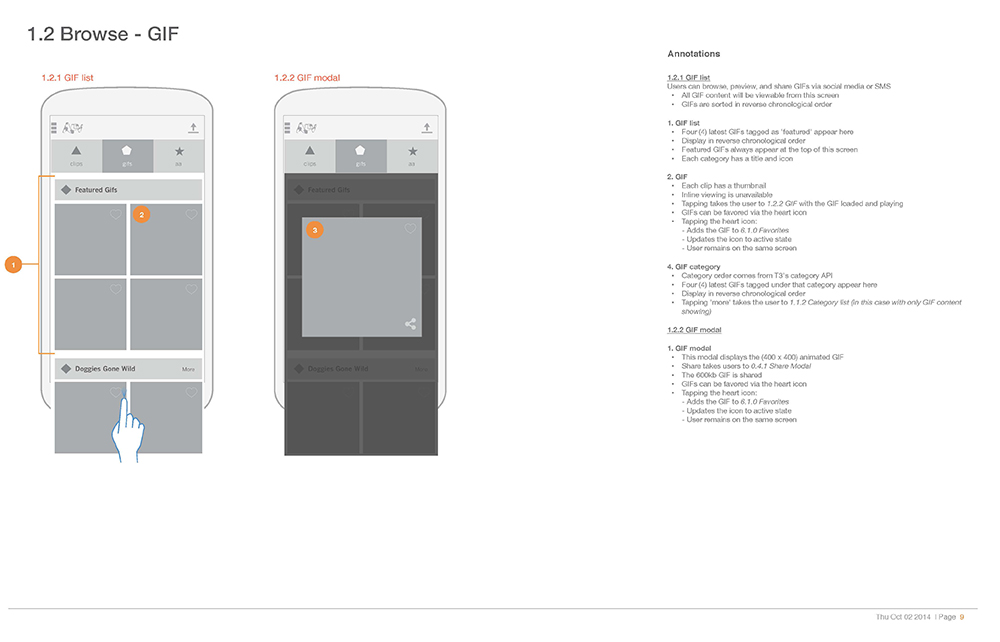 1.2 Browse - GIF
1.2.1 GIF list
1.2.2 GIF modal
clips
gifs
Featured Gifs
2
1
Doggies Gone Wild
More
clips
gifs
Featured Gifs
3
Doggies Gone Wild
More
Annotations
1.2.1 GIF list
Users can browse, preview, and share GIFs via social media or SMS
• All GIF content will be viewable from this screen
• GIFs are sorted in reverse chronological order
1. GIF list
• Four (4) latest GIFs tagged as 'featured' appear here
• Display in reverse chronological order
• Featured GIFs always appear at the top of this screen
• Each category has a title and icon
2. GIF
• Each clip has a thumbnail
• Inline viewing is unavailable
• Tapping takes the user to 1.2.2 GIF with the GIF loaded and playing
• GIFs can be favored via the heart icon
• Tapping the heart icon:
- Adds the GIF to 6.1.0 Favorites
- Updates the icon to active state
- User remains on the same screen
4. GIF category
• Category order comes from T3's category API
• Four (4) latest GIFs tagged under that category appear here
• Display in reverse chronological order
• Tapping 'more' takes the user to 1.1.2 Category list (in this case with only GIF content
showing)
1.2.2 GIF modal
1. GIF modal
• This modal displays the (400 x 400) animated GIF
• Share takes users to 0.4.1 Share Modal
• The 600kb GIF is shared
• GIFs can be favored via the heart icon
• Tapping the heart icon:
- Adds the GIF to 6.1.0 Favorites
- Updates the icon to active state
- User remains on the same screen
Thu Oct 02 2014 | Page 9